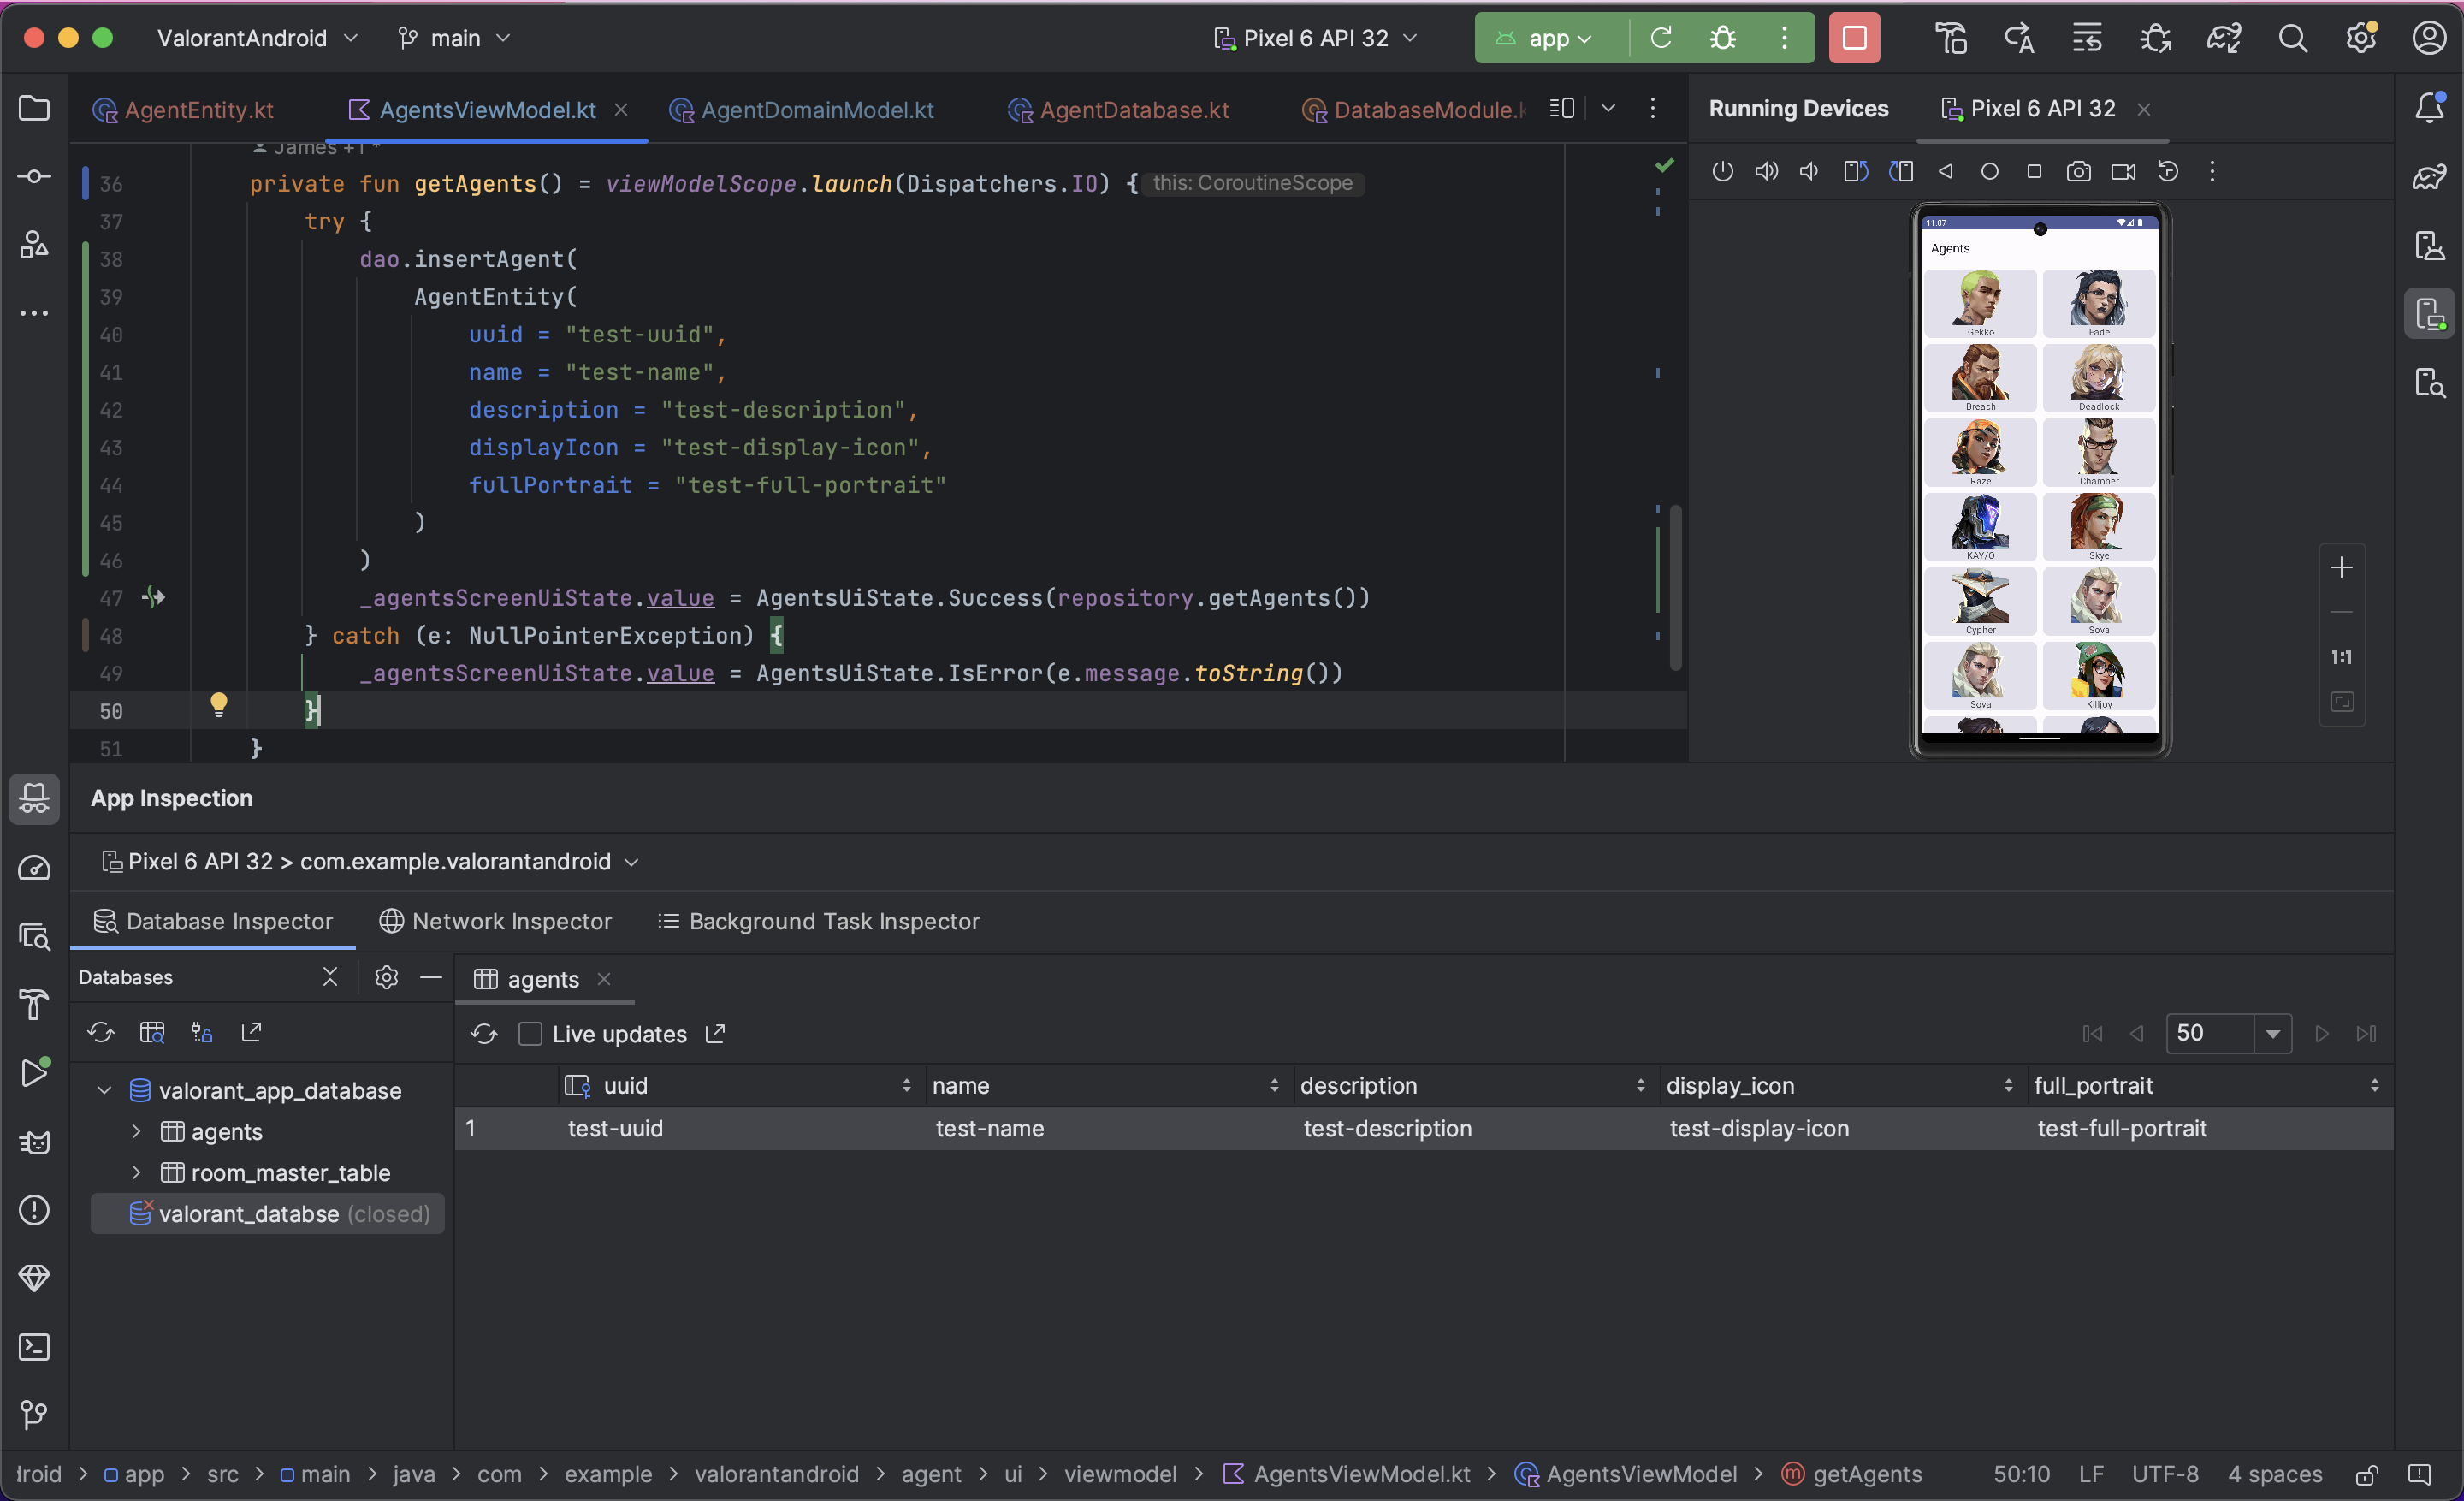 ValorantAndroid main Pixel 6 API 32 app
AgentEntity.kt AgentsViewModel.kt AgentDomainModel.kt AgentDatabase.kt DatabaseModule.k
Running Devices Pixel 6 API 32
James +1 *
36 private fun getAgents() = viewModelScope.launch(Dispatchers.IO) { this: CoroutineScope
37 try {
38 dao.insertAgent(
39 AgentEntity(
40 uuid = "test-uuid",
41 name = "test-name",
42 description = "test-description",
43 displayIcon = "test-display-icon",
44 fullPortrait = "test-full-portrait"
45 )
46 )
47 _agentsScreenUiState.value = AgentsUiState.Success(repository.getAgents())
48 } catch (e: NullPointerException) {
49 _agentsScreenUiState.value = AgentsUiState.IsError(e.message.toString())
50 }
51 }
11:07
Agents
Gekko Fade
Breach Deadlock
Raze Chamber
KAY/O Skye
Cypher Sova
Sova Killjoy
1:1
App Inspection
Pixel 6 API 32 > com.example.valorantandroid
Database Inspector Network Inspector Background Task Inspector
Databases
agents
Live updates
50
valorant_app_database
agents
room_master_table
valorant_databse (closed)
uuid name description display_icon full_portrait
1 test-uuid test-name test-description test-display-icon test-full-portrait
droid > app > src > main > java > com > example > valorantandroid > agent > ui > viewmodel > AgentsViewModel.kt > AgentsViewModel > getAgents 50:10 LF UTF-8 4 spaces